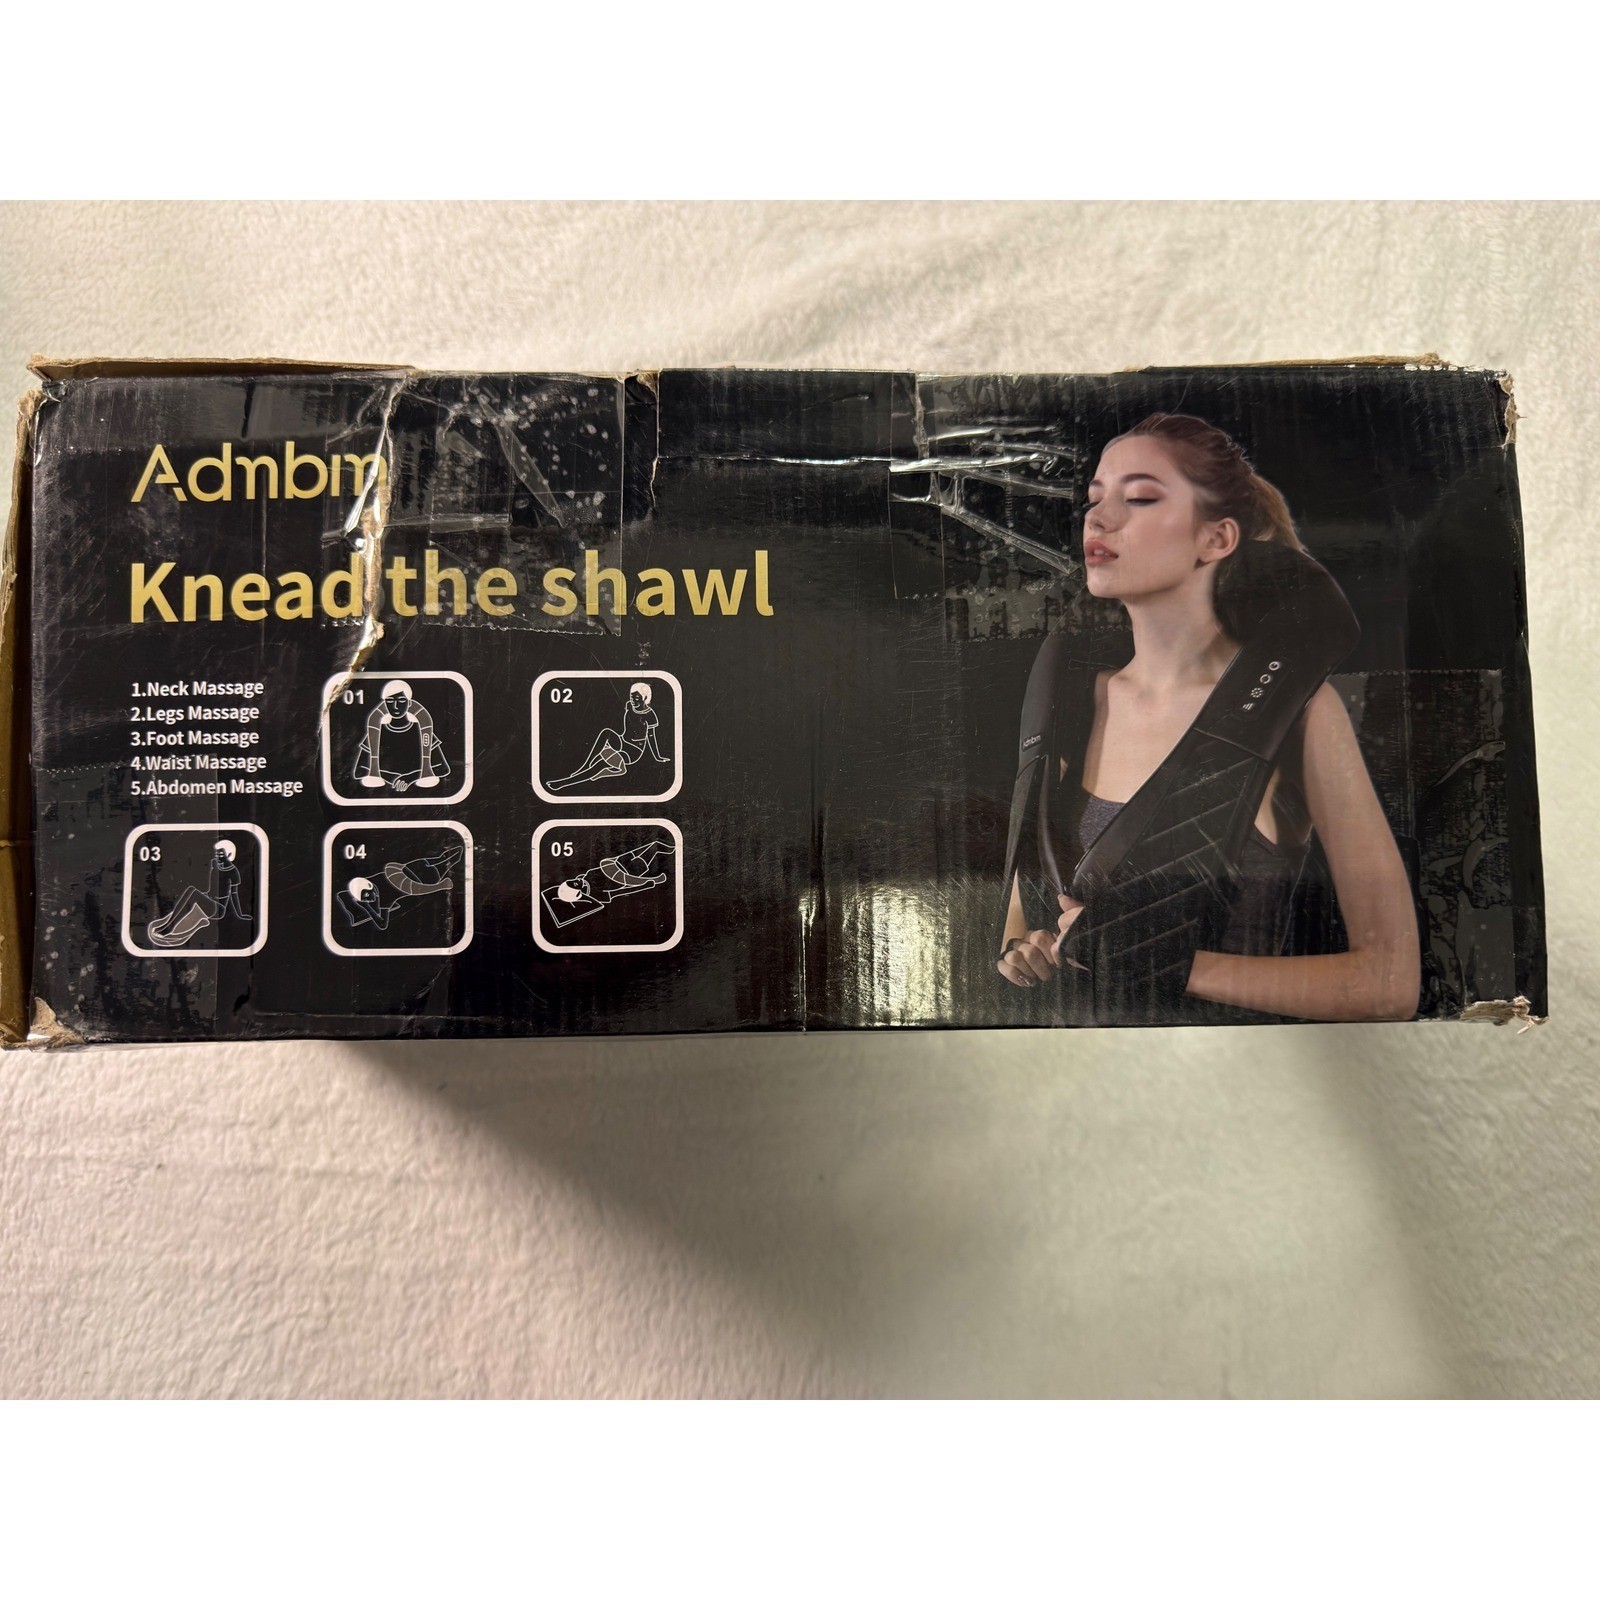 Admbm
Knead the shawl
1.Neck Massage
2.Legs Massage
3.Foot Massage
4.Waist Massage
5.Abdomen Massage
01
02
03
04
05
Admbm